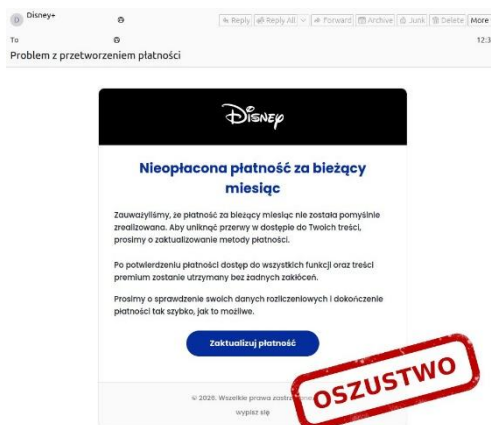 D Disney+
Reply Reply All Forward Archive Junk Delete More
To 12:3
Problem z przetworzeniem płatności
Disney
Nieopłacona płatność za bieżący
miesiąc
Zauważyliśmy, że płatność za bieżący miesiąc nie została pomyślnie
zrealizowana. Aby uniknąć przerwy w dostępie do Twoich treści,
prosimy o zaktualizowanie metody płatności.
Po potwierdzeniu płatności dostęp do wszystkich funkcji oraz treści
premium zostanie utrzymany bez żadnych zakłóceń.
Prosimy o sprawdzenie swoich danych rozliczeniowych i dokończenie
płatności tak szybko, jak to możliwe.
Zaktualizuj płatność
OSZUSTWO
© 2026. Wszelkie prawa
wypisz się